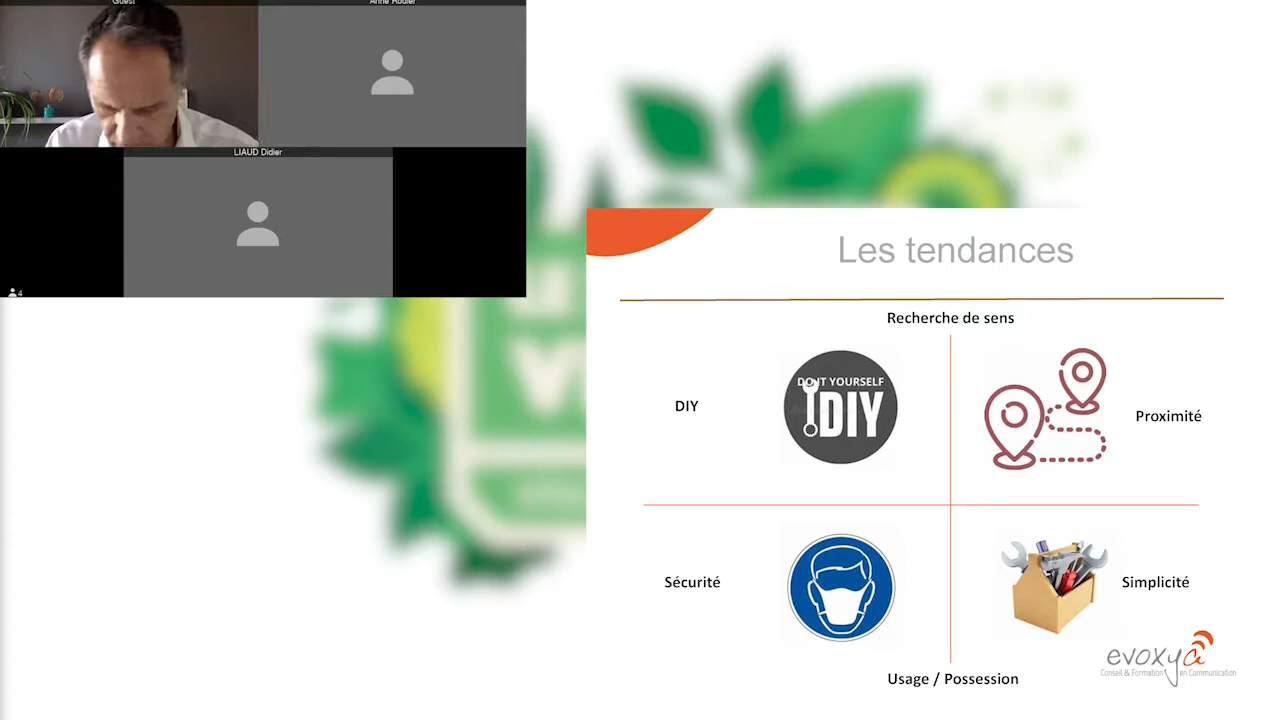 Guest
Anne Rodier
LIAUD Didier
4
Les tendances
Recherche de sens
DIY
DO IT YOURSELF
DIY
Proximité
Sécurité
Simplicité
evoxya
Conseil & Formation en Communication
Usage / Possession